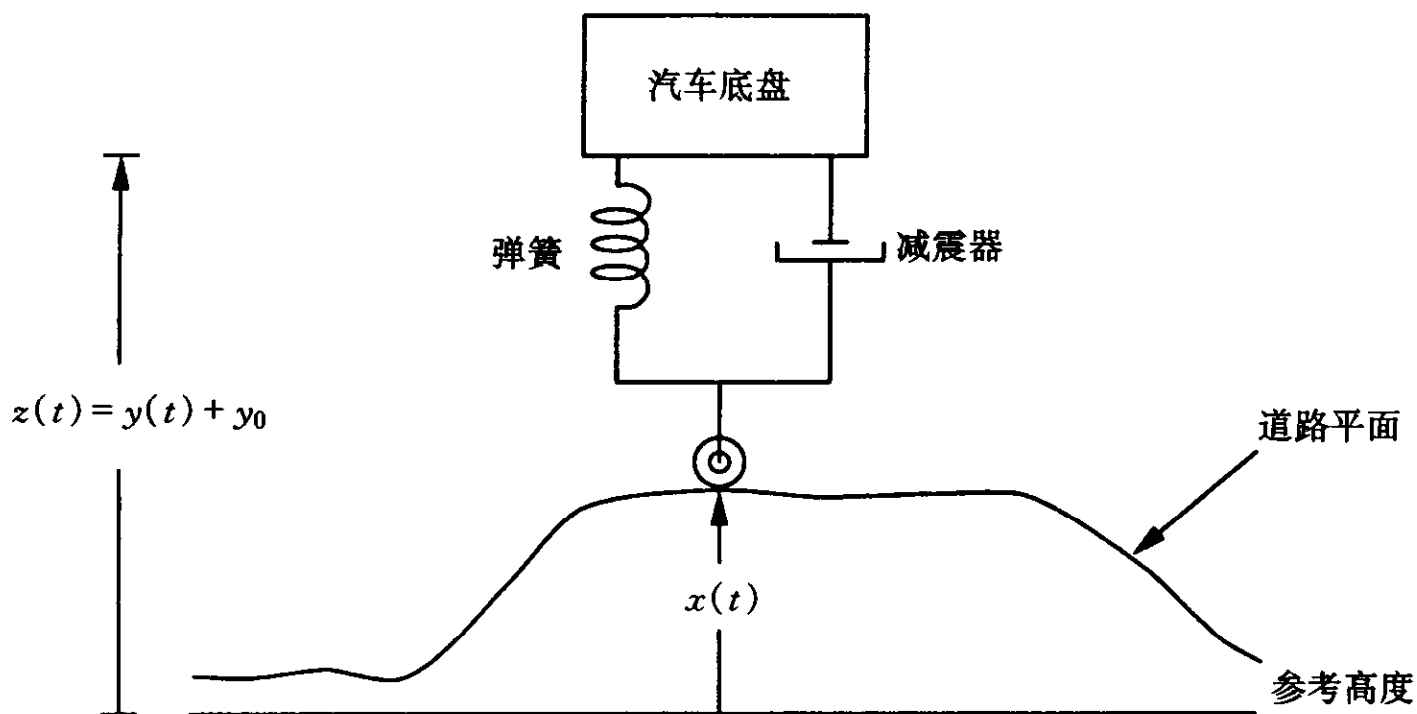 汽车底盘
弹簧
减震器
z(t) = y(t) + y₀
道路平面
x(t)
参考高度